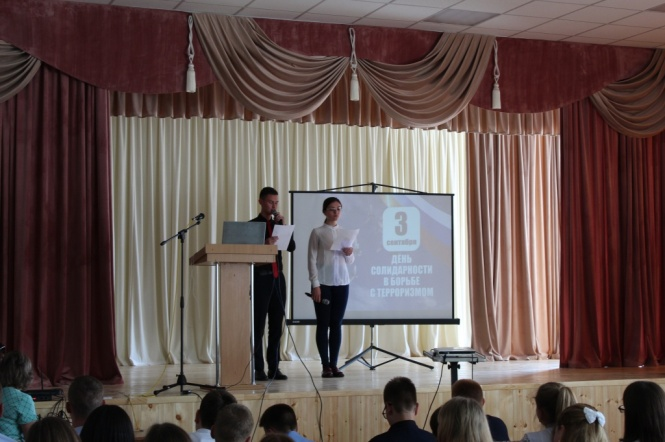 3
сентября
ДЕНЬ
СОЛИДАРНОСТИ
В БОРЬБЕ
С ТЕРРОРИЗМОМ